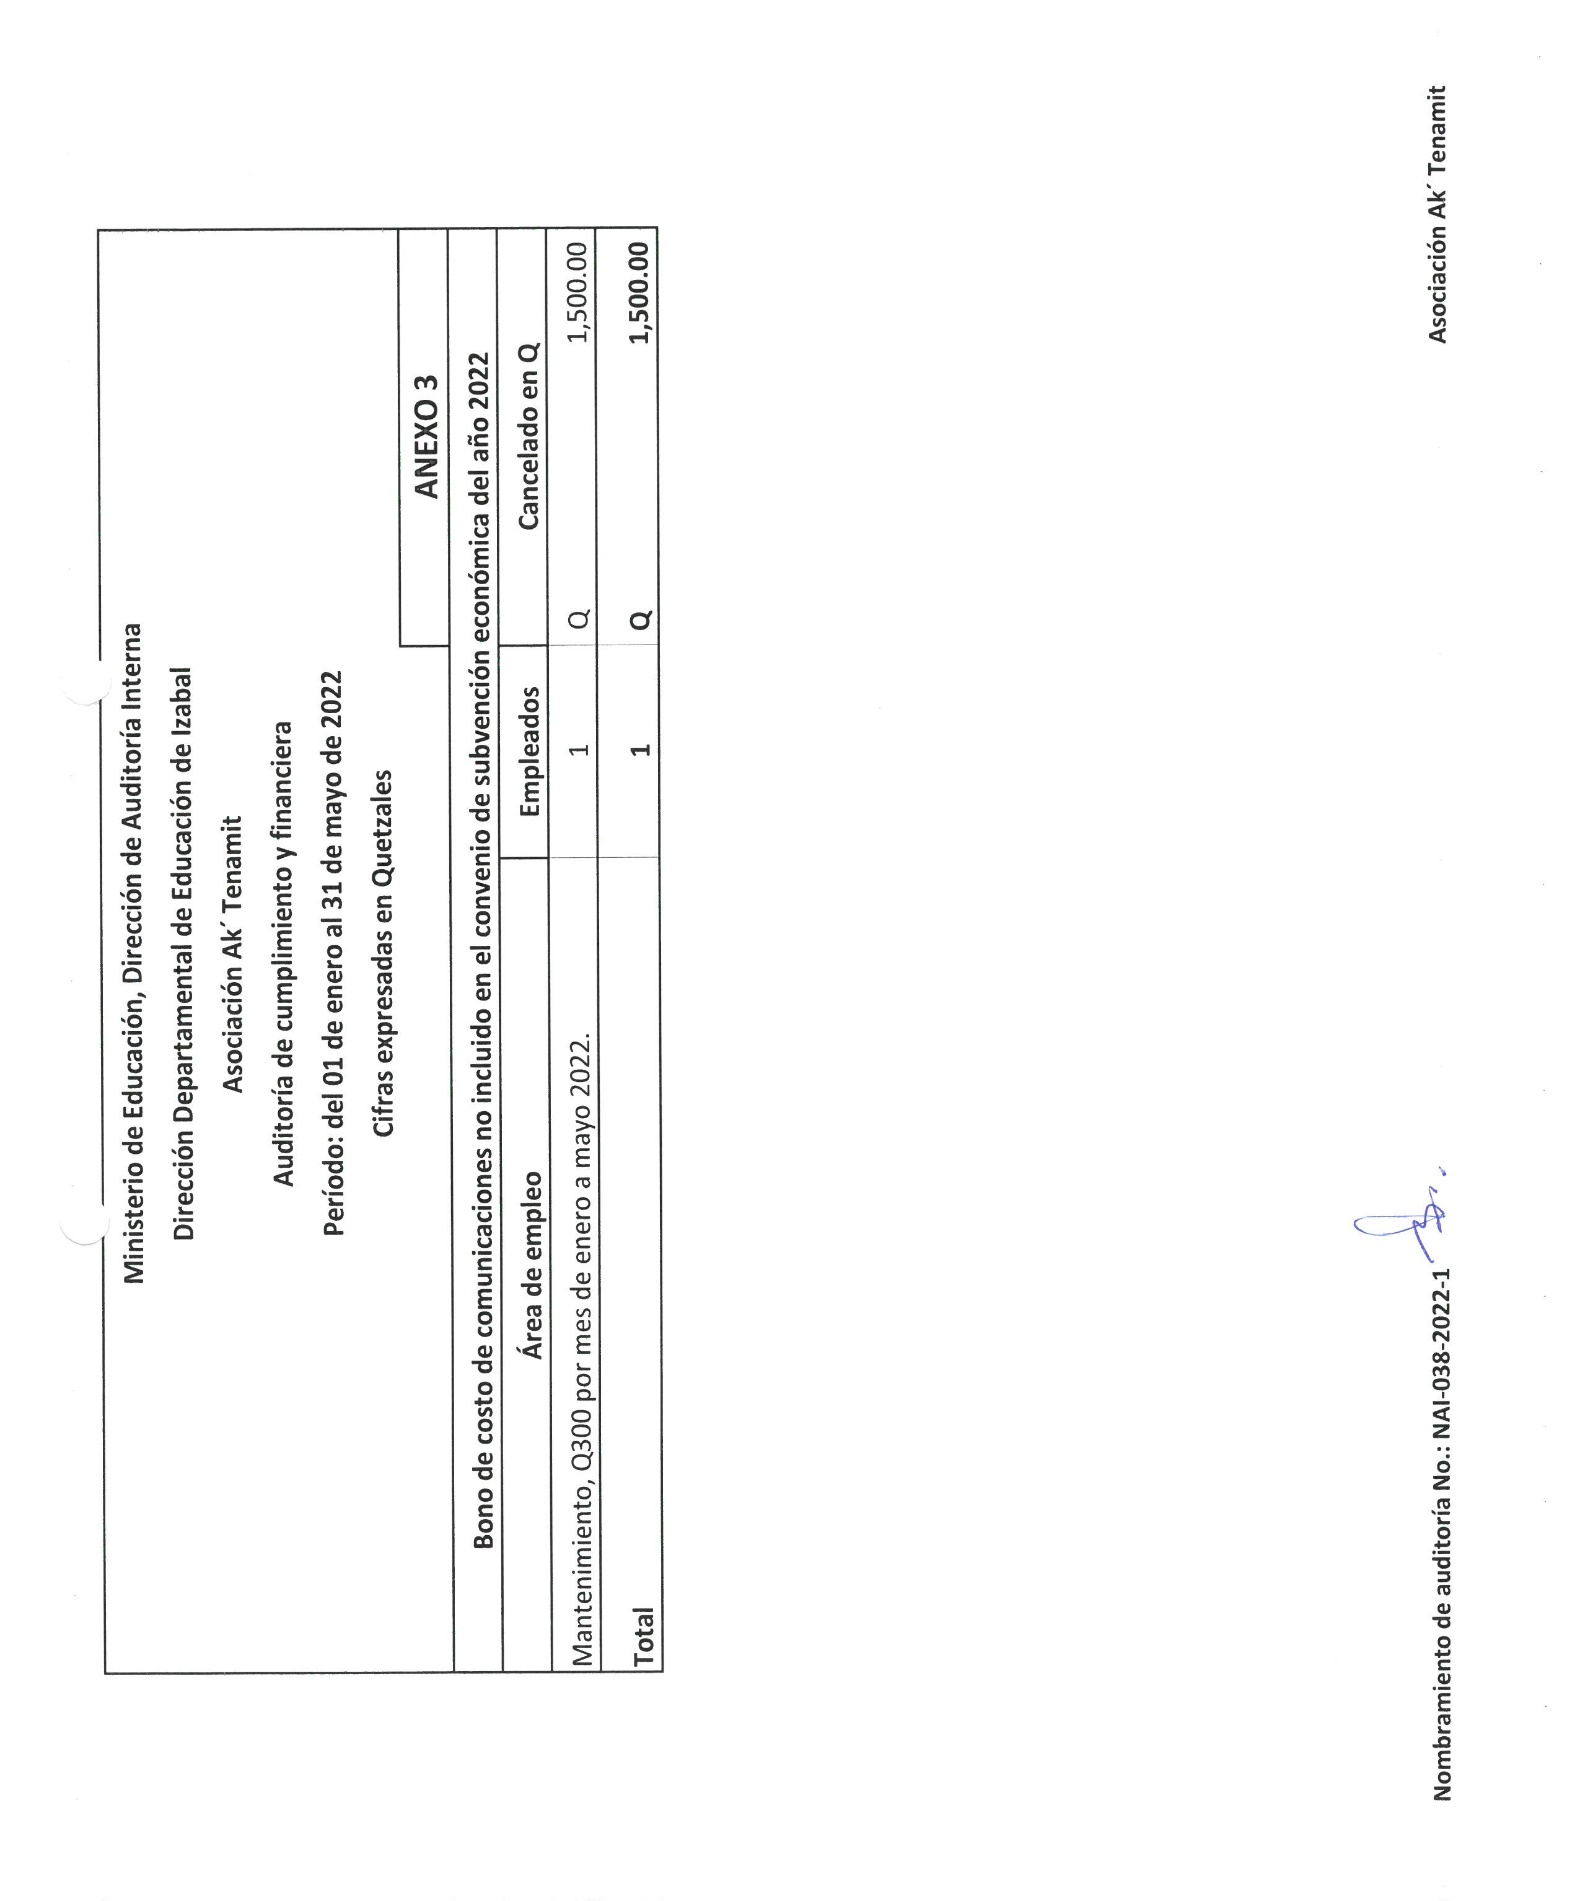 Ministerio de Educación, Dirección de Auditoría Interna
Dirección Departamental de Educación de Izabal
Asociación Ak´ Tenamit
Auditoría de cumplimiento y financiera
Período: del 01 de enero al 31 de mayo de 2022
Cifras expresadas en Quetzales
ANEXO 3
Bono de costo de comunicaciones no incluido en el convenio de subvención económica del año 2022
Área de empleo Empleados Cancelado en Q
Mantenimiento, Q300 por mes de enero a mayo 2022. 1 Q 1,500.00
Total 1 Q 1,500.00
Nombramiento de auditoría No.: NAI-038-2022-1 Asociación Ak´ Tenamit